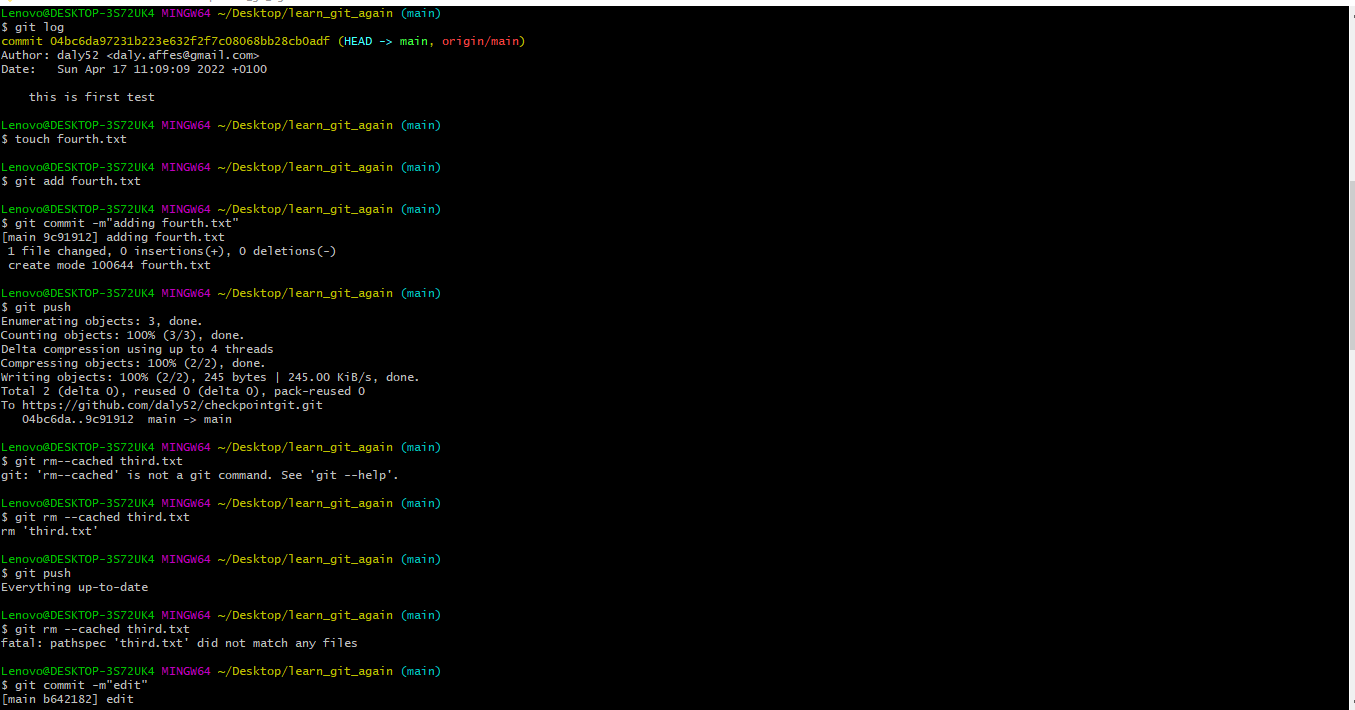 Lenovo@DESKTOP-3S72UK4 MINGW64 ~/Desktop/learn_git_again (main)
$ git log
commit 04bc6da97231b223e632f2f7c08068bb28cb0adf (HEAD -> main, origin/main)
Author: daly52 <daly.affes@gmail.com>
Date:   Sun Apr 17 11:09:09 2022 +0100

    this is first test

Lenovo@DESKTOP-3S72UK4 MINGW64 ~/Desktop/learn_git_again (main)
$ touch fourth.txt

Lenovo@DESKTOP-3S72UK4 MINGW64 ~/Desktop/learn_git_again (main)
$ git add fourth.txt

Lenovo@DESKTOP-3S72UK4 MINGW64 ~/Desktop/learn_git_again (main)
$ git commit -m"adding fourth.txt"
[main 9c91912] adding fourth.txt
 1 file changed, 0 insertions(+), 0 deletions(-)
 create mode 100644 fourth.txt

Lenovo@DESKTOP-3S72UK4 MINGW64 ~/Desktop/learn_git_again (main)
$ git push
Enumerating objects: 3, done.
Counting objects: 100% (3/3), done.
Delta compression using up to 4 threads
Compressing objects: 100% (2/2), done.
Writing objects: 100% (2/2), 245 bytes | 245.00 KiB/s, done.
Total 2 (delta 0), reused 0 (delta 0), pack-reused 0
To https://github.com/daly52/checkpointgit.git
   04bc6da..9c91912  main -> main

Lenovo@DESKTOP-3S72UK4 MINGW64 ~/Desktop/learn_git_again (main)
$ git rm--cached third.txt
git: 'rm--cached' is not a git command. See 'git --help'.

Lenovo@DESKTOP-3S72UK4 MINGW64 ~/Desktop/learn_git_again (main)
$ git rm --cached third.txt
rm 'third.txt'

Lenovo@DESKTOP-3S72UK4 MINGW64 ~/Desktop/learn_git_again (main)
$ git push
Everything up-to-date

Lenovo@DESKTOP-3S72UK4 MINGW64 ~/Desktop/learn_git_again (main)
$ git rm --cached third.txt
fatal: pathspec 'third.txt' did not match any files

Lenovo@DESKTOP-3S72UK4 MINGW64 ~/Desktop/learn_git_again (main)
$ git commit -m"edit"
[main b642182] edit